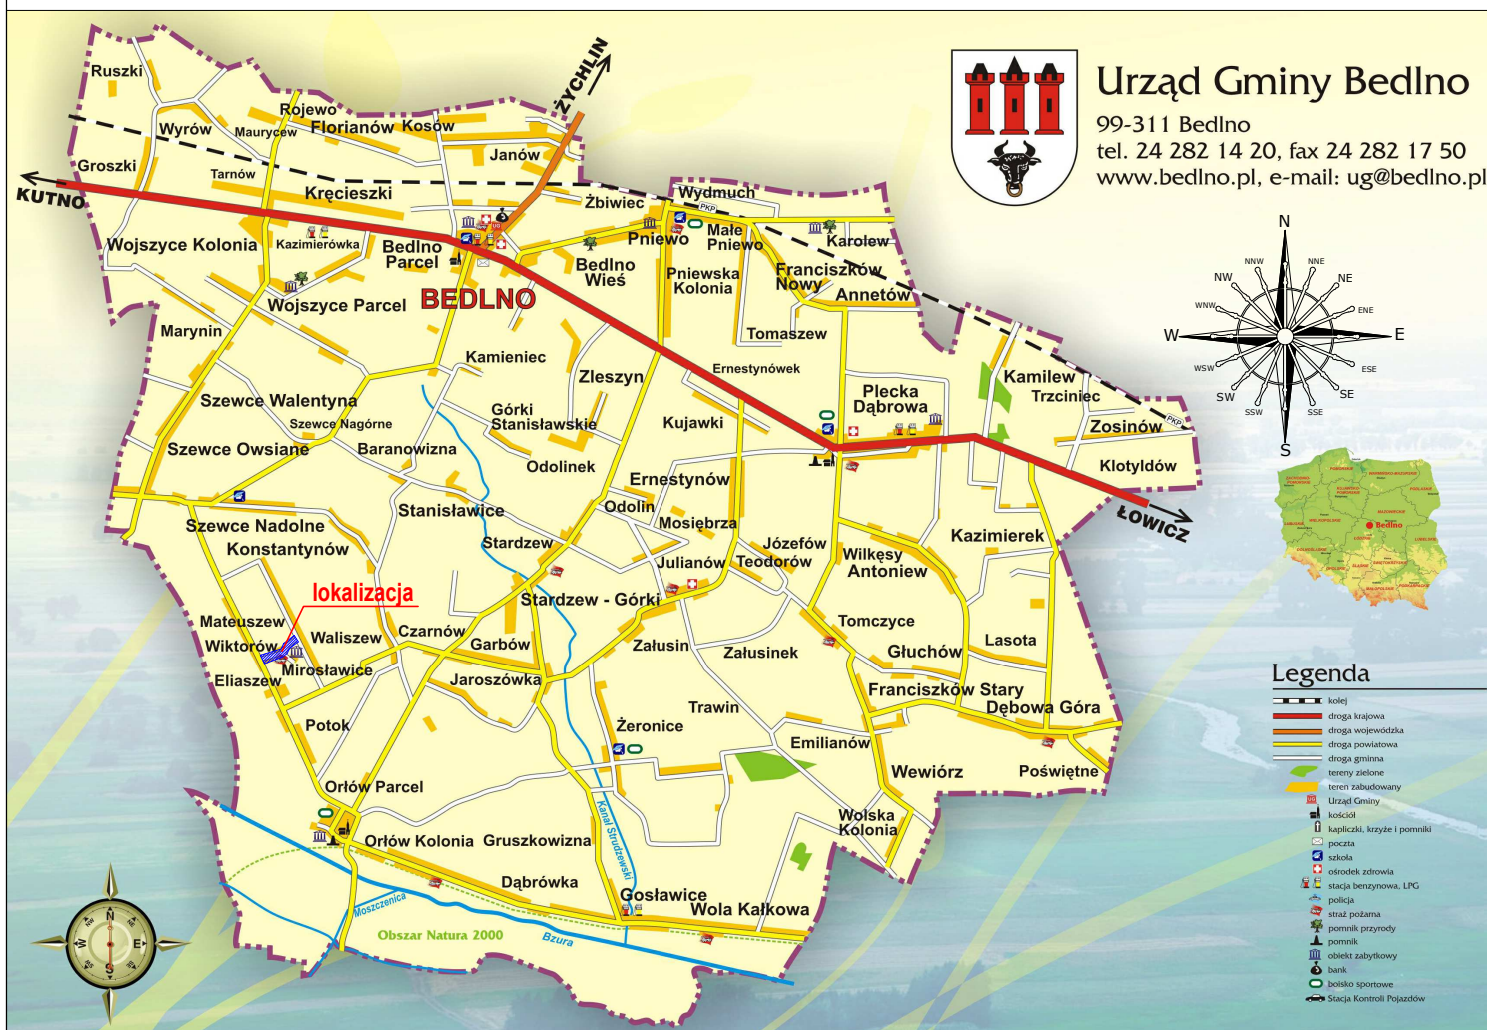 Urząd Gminy Bedlno
99-311 Bedlno
tel. 24 282 14 20, fax 24 282 17 50
www.bedlno.pl, e-mail: ug@bedlno.pl
ŻYCHLIN
KUTNO
ŁOWICZ
Ruszki
Rojewo
Wyrów
Maurycew
Florianów
Kosów
Groszki
Tarnów
Janów
Kręcieszki
Żbiwiec
Wydmuch
PKP
Wojszyce Kolonia
Kazimierówka
Bedlno
Parcel
UG
Pniewo
Małe
Pniewo
Karolew
Bedlno
Wieś
Pniewska
Kolonia
Franciszków
Nowy
Annetów
Wojszyce Parcel
BEDLNO
Marynin
Tomaszew
Kamieniec
Zleszyn
Ernestynówek
Kamilew
Trzciniec
Plecka
Dąbrowa
Szewce Walentyna
Górki
Stanisławskie
Kujawki
PKP
Zosinów
Szewce Nagórne
Szewce Owsiane
Baranowizna
Odolinek
Klotyldów
Ernestynów
Stanisławice
Odolin
Mosiębrza
Szewce Nadolne
Konstantynów
Stardzew
Józefów
Teodorów
Wilkęsy
Antoniew
Kazimierek
Julianów
lokalizacja
Stardzew - Górki
Mateuszew
Wiktorów
Waliszew
Czarnów
Garbów
Załusin
Załusinek
Tomczyce
Lasota
Głuchów
Eliaszew
Mirosławice
Jaroszówka
Franciszków Stary
Dębowa Góra
Potok
Żeronice
Trawin
Emilianów
Wewiórz
Poświętne
Orłów Parcel
Wolska
Kolonia
Kanał Strudzewski
Orłów Kolonia
Gruszkowizna
Dąbrówka
Gosławice
Wola Kałkowa
Moszczenica
Obszar Natura 2000
Bzura
N
NNE
NE
ENE
E
ESE
SE
SSE
S
SSW
SW
WSW
W
WNW
NW
NNW
Bedlno
N
E
S
W
Legenda
kolej
droga krajowa
droga wojewódzka
droga powiatowa
droga gminna
tereny zielone
teren zabudowany
UG Urząd Gminy
kościół
kapliczki, krzyże i pomniki
poczta
szkoła
ośrodek zdrowia
stacja benzynowa, LPG
policja
straż pożarna
pomnik przyrody
pomnik
obiekt zabytkowy
bank
boisko sportowe
Stacja Kontroli Pojazdów